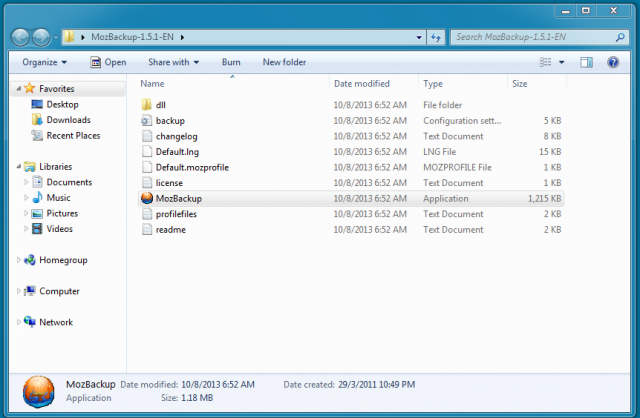 MozBackup-1.5.1-EN
Search MozBackup-1.5.1-EN
Organize Open Share with Burn New folder
Favorites
Desktop
Downloads
Recent Places
Libraries
Documents
Music
Pictures
Videos
Homegroup
Computer
Network
Name Date modified Type Size
dll 10/8/2013 6:52 AM File folder
backup 10/8/2013 6:52 AM Configuration sett... 5 KB
changelog 10/8/2013 6:52 AM Text Document 8 KB
Default.lng 10/8/2013 6:52 AM LNG File 15 KB
Default.mozprofile 10/8/2013 6:52 AM MOZPROFILE File 1 KB
license 10/8/2013 6:52 AM Text Document 1 KB
MozBackup 10/8/2013 6:52 AM Application 1,215 KB
profilefiles 10/8/2013 6:52 AM Text Document 2 KB
readme 10/8/2013 6:52 AM Text Document 2 KB
MozBackup Date modified: 10/8/2013 6:52 AM Date created: 29/3/2011 10:49 PM
Application Size: 1.18 MB